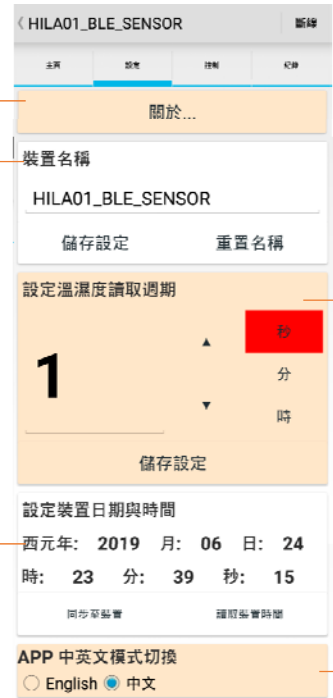 HILA01_BLE_SENSOR 斷線
主頁 設定 控制 紀錄
關於...
裝置名稱
HILA01_BLE_SENSOR
儲存設定 重置名稱
設定溫濕度讀取週期
秒
1 分
時
儲存設定
設定裝置日期與時間
西元年: 2019 月: 06 日: 24
時: 23 分: 39 秒: 15
同步至裝置 讀取裝置時間
APP 中英文模式切換
English 中文